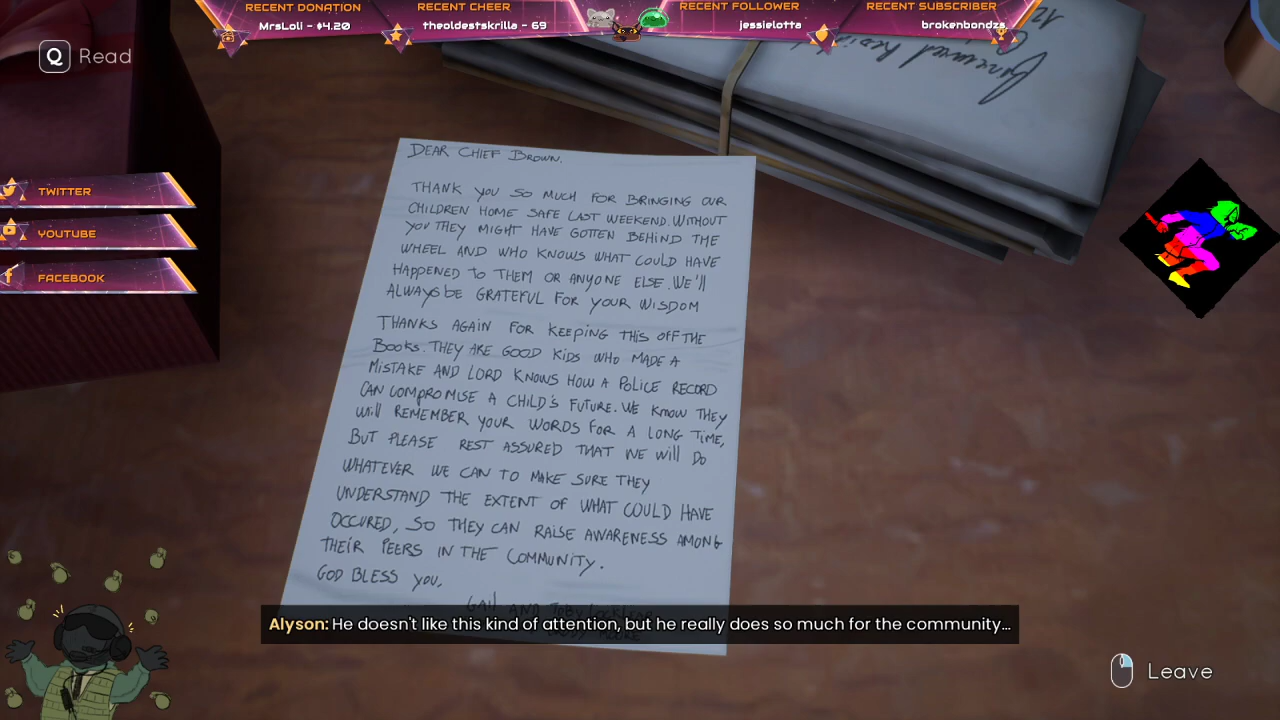 RECENT DONATION
MrsLoli - $4.20
RECENT CHEER
theoldestskrilla - 69
RECENT FOLLOWER
jessielotta
RECENT SUBSCRIBER
brokenbondzs
Q Read
TWITTER
YOUTUBE
FACEBOOK
DEAR CHIEF BROWN.
THANK YOU SO MUCH FOR BRINGING OUR
CHILDREN HOME SAFE LAST WEEKEND. WITHOUT
YOU THEY MIGHT HAVE GOTTEN BEHIND THE
WHEEL AND WHO KNOWS WHAT COULD HAVE
HAPPENED TO THEM OR ANYONE ELSE. WE'll
ALWAYS BE GRATEFUL FOR YOUR WISDOM
THANKS AGAIN FOR KEEPING THIS OFF THE
BOOKS. THEY ARE GOOD KIDS WHO MADE A
MISTAKE AND LORD KNOWS HOW A POLICE RECORD
CAN COMPROMISE A CHILD'S FUTURE. WE KNOW THEY
Will REMEMBER YOUR WORDS FOR A LONG TIME,
BUT PLEASE REST ASSURED THAT WE Will DO
WHATEVER WE CAN TO MAKE SURE THEY
UNDERSTAND THE EXTENT OF WHAT COULD HAVE
OCCURED, SO THEY CAN RAISE AWARENESS AMONG
THEIR PEERS IN THE COMMUNITY.
GOD BLESS YOU,
Gail AND TOBY LOCKLEAR
Alyson: He doesn't like this kind of attention, but he really does so much for the community...
Leave